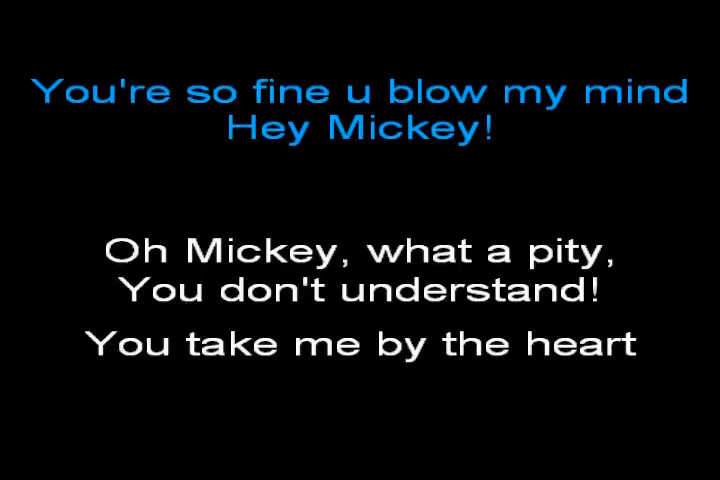 You're so fine u blow my mind
Hey Mickey!
Oh Mickey, what a pity,
You don't understand!
You take me by the heart